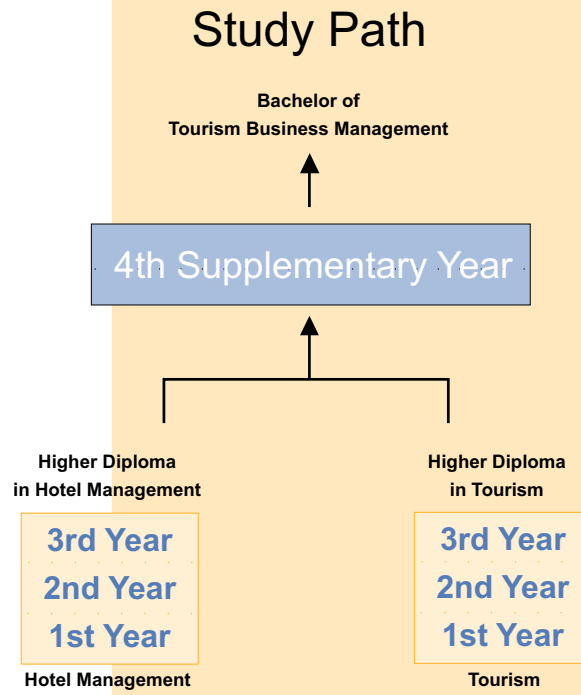 Study Path
Bachelor of
Tourism Business Management
4th Supplementary Year
Higher Diploma
in Hotel Management
3rd Year
2nd Year
1st Year
Hotel Management
Higher Diploma
in Tourism
3rd Year
2nd Year
1st Year
Tourism